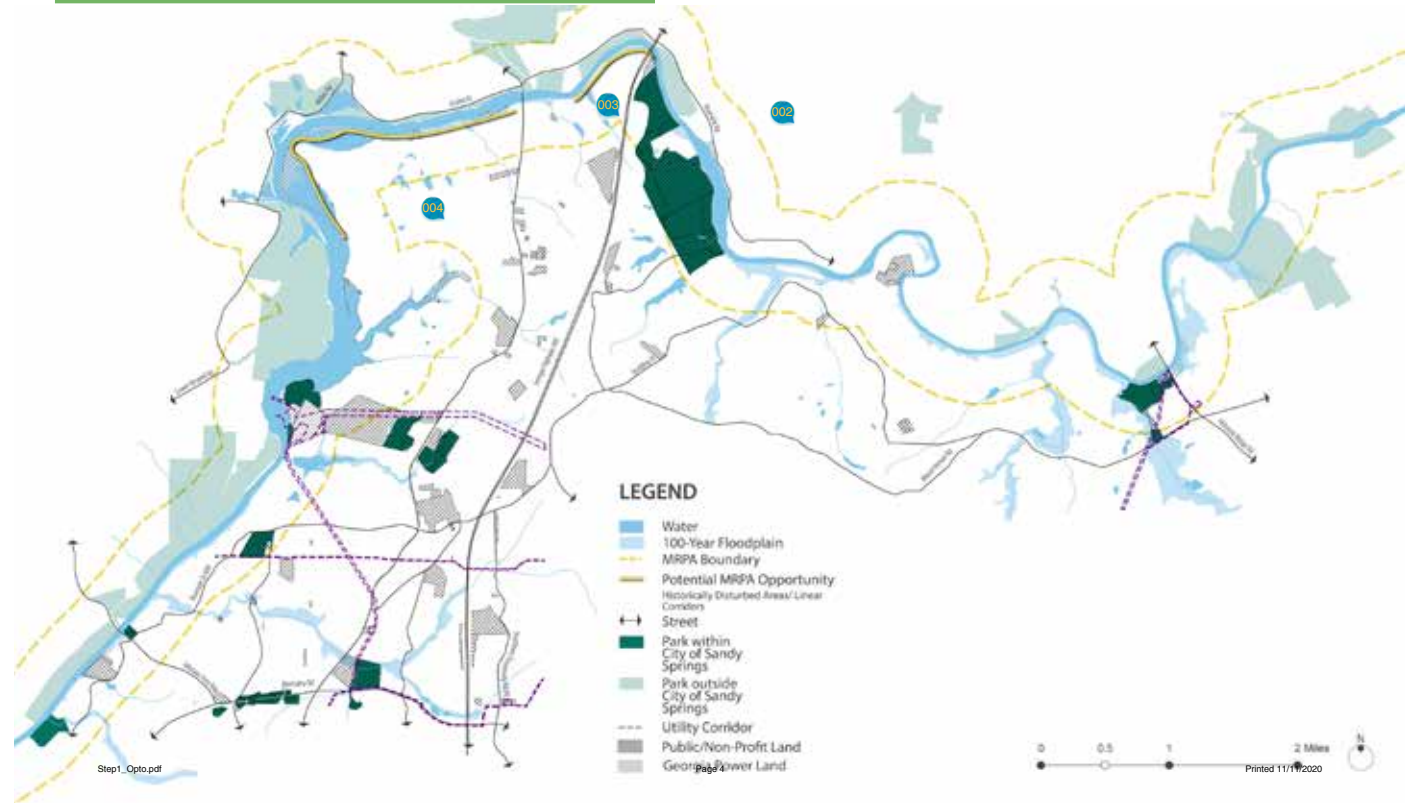 003
002
004
LEGEND
Water
100-Year Floodplain
MRPA Boundary
Potential MRPA Opportunity
Historically Disturbed Areas/ Linear
Corridors
Street
Park within
City of Sandy
Springs
Park outside
City of Sandy
Springs
Utility Corridor
Public/Non-Profit Land
Georgia Power Land
0 0.5 1 2 Miles
N
Step1_Opto.pdf
Page 4
Printed 11/11/2020